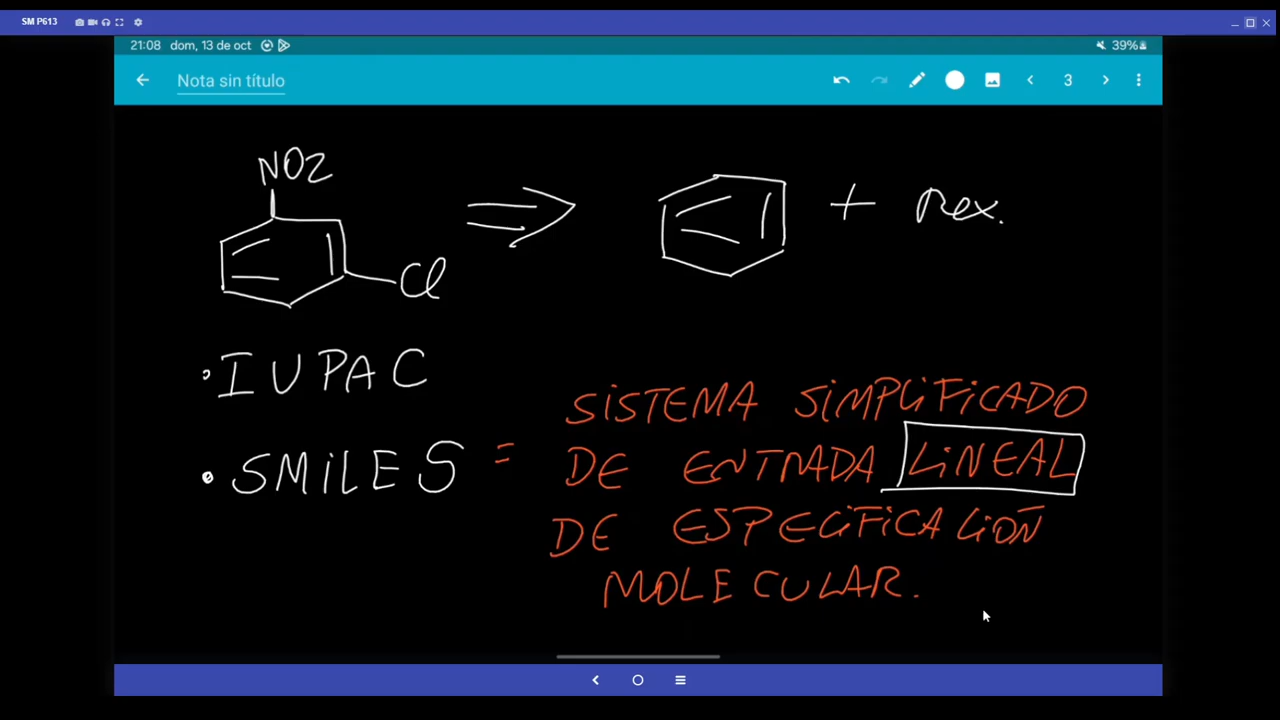 SM P613
21:08 dom, 13 de oct
39%
Nota sin título
3
NO2
Cl
+ Rex.
• IUPAC
• SMiLES = SiSTEMA SiMPLiFiCADO
DE ENTRADA LiNEAL
DE ESPECiFiCACiÓN
MOLECULAR.